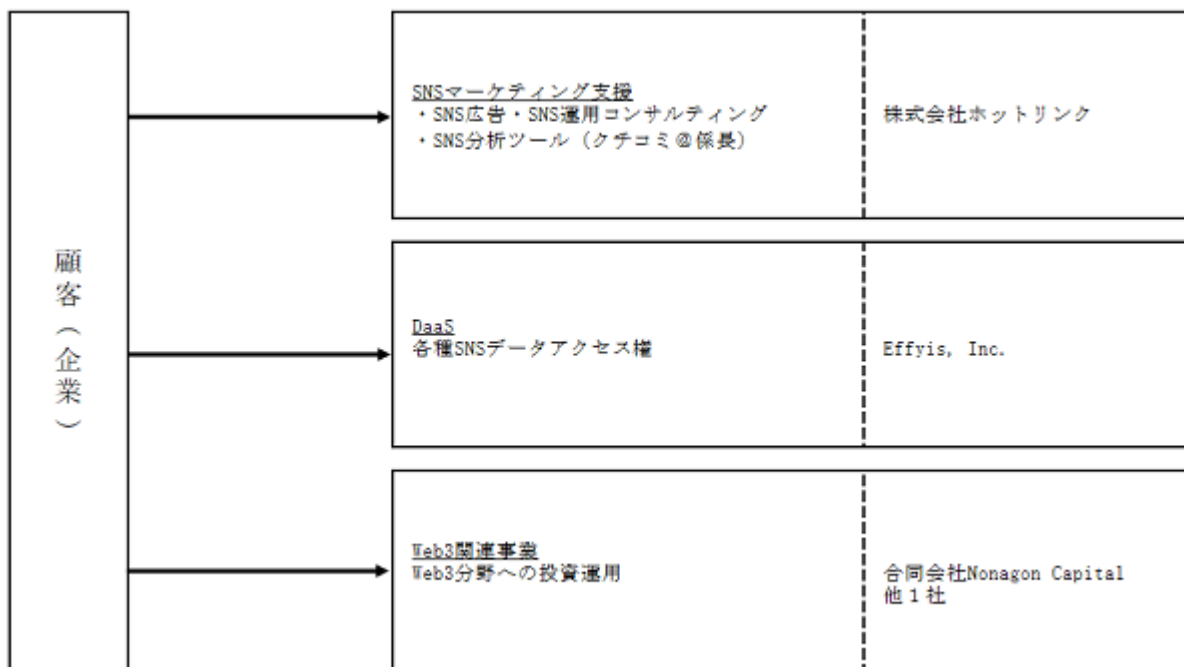 顧客（企業）
SNSマーケティング支援
・SNS広告・SNS運用コンサルティング
・SNS分析ツール（クチコミ@係長）
株式会社ホットリンク
DaaS
各種SNSデータアクセス権
Effyis, Inc.
Web3関連事業
Web3分野への投資運用
合同会社Nonagon Capital
他１社